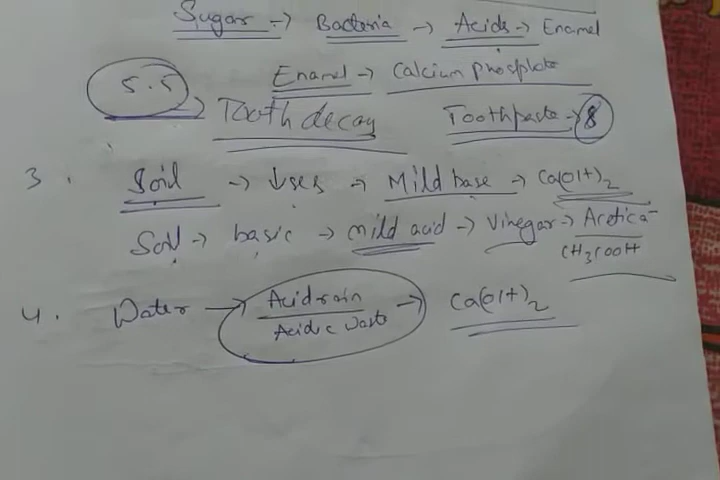 Sugar → Bacteria → Acids → Enamel
Enamel → Calcium Phosphate
5.5 → Tooth decay Toothpaste → 8
3. Soil → ↓ses → Mild base → Ca(OH)2
Soil → basic → mild acid → Vinegar → Acetic a-
CH3COOH
4. Water → Acid rain → Ca(OH)2
Acidic waste